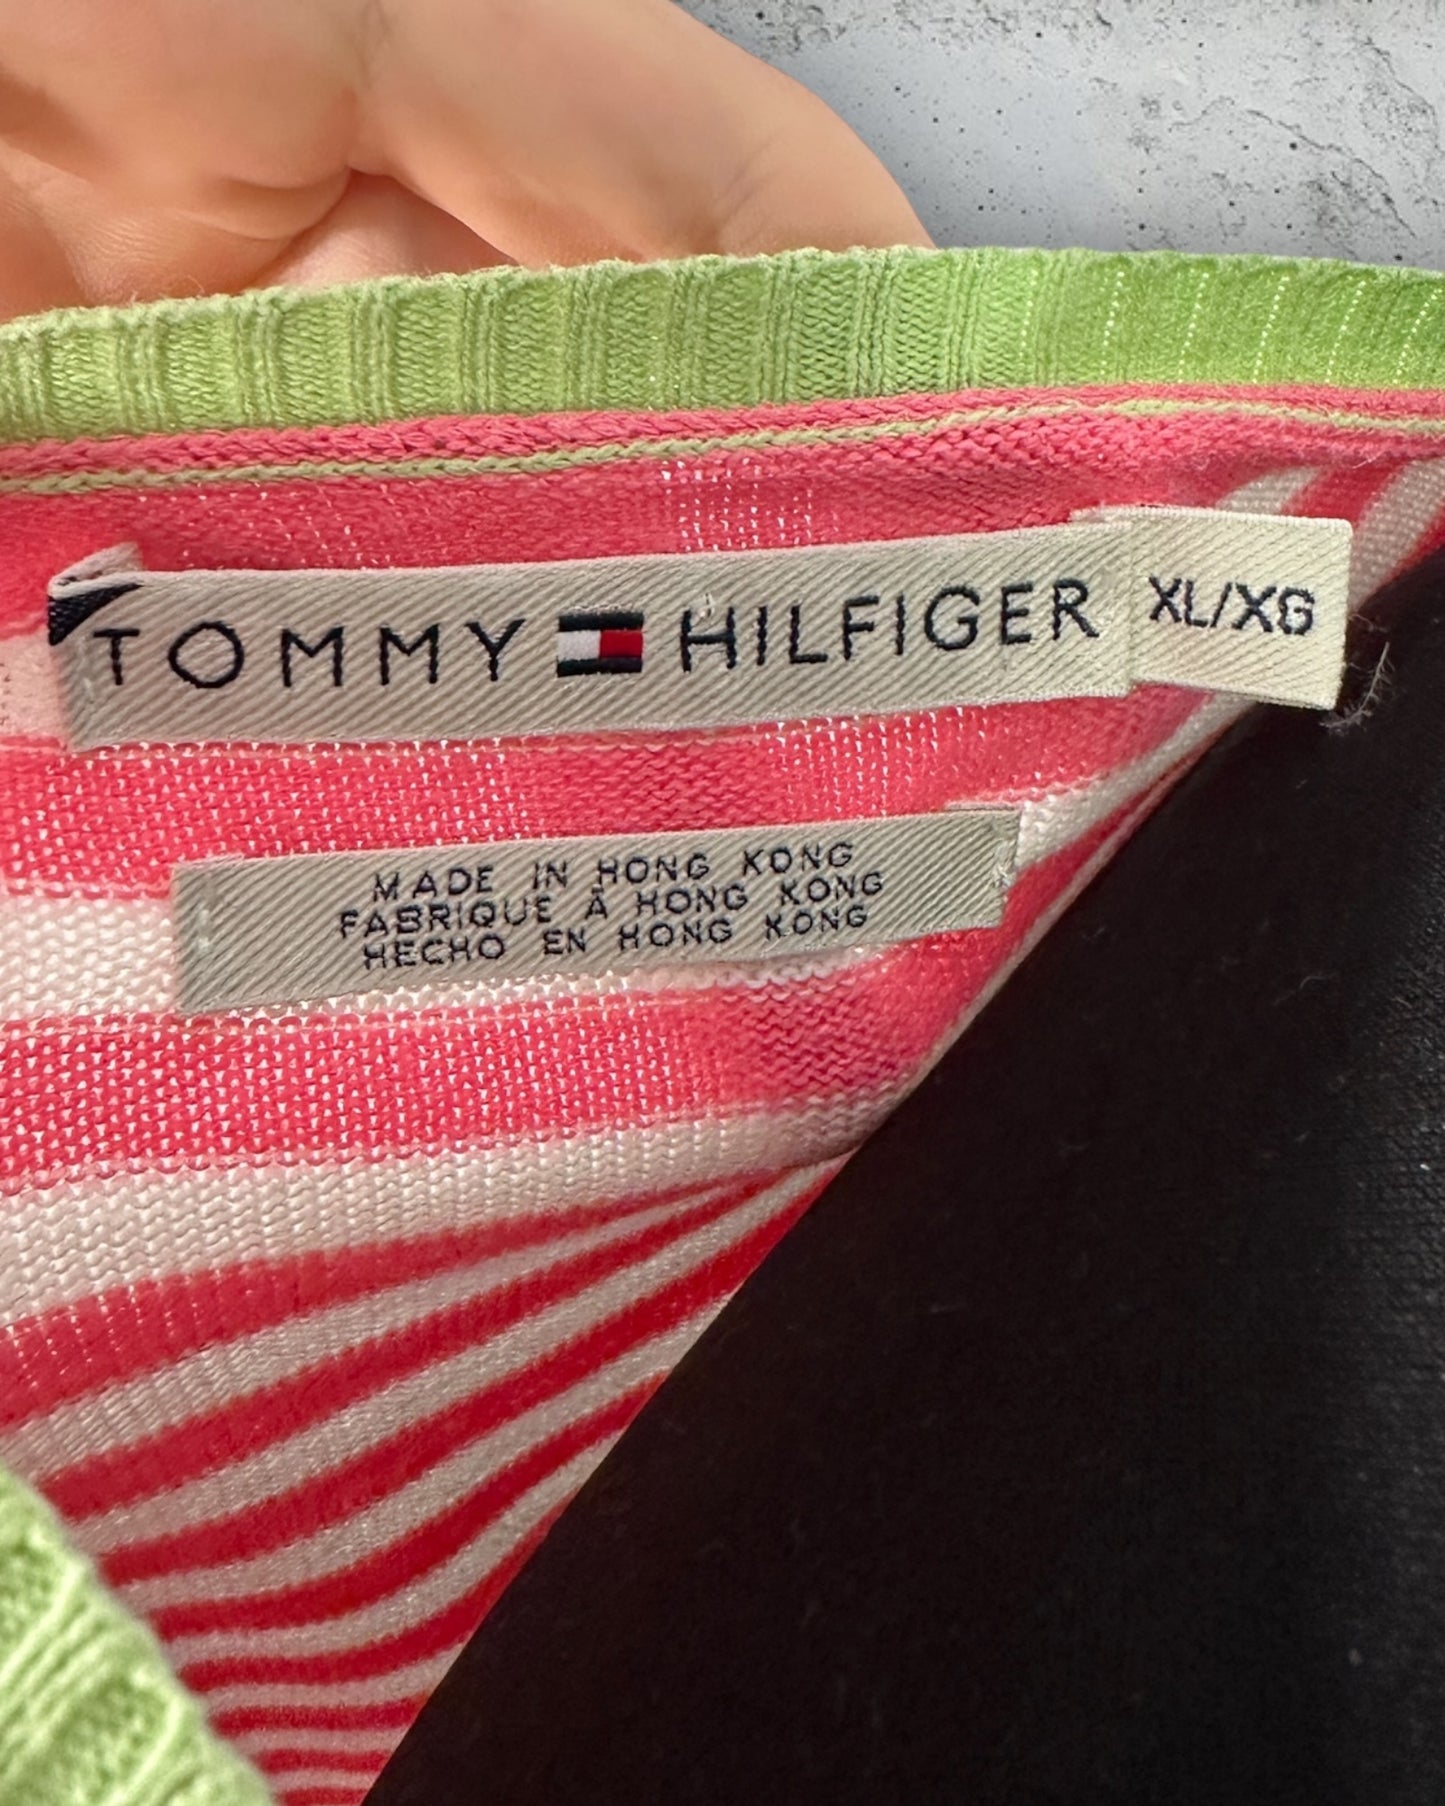 TOMMY HILFIGER
XL/XG
MADE IN HONG KONG
FABRIQUE À HONG KONG
HECHO EN HONG KONG